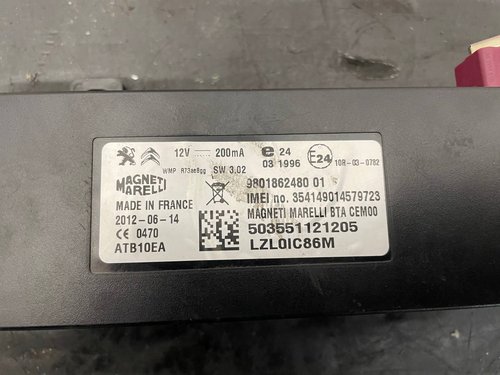 12V 200mA e 24 E24
WMP R73ae8gg SW 3.02 03 1996 10R-03-0782
MAGNETI
MARELLI
9801862480 01
IMEI no. 354149014579723
MADE IN FRANCE
MAGNETI MARELLI BTA CEM00
2012-06-14
503551121205
CE 0470
ATB10EA
LZL0IC86M